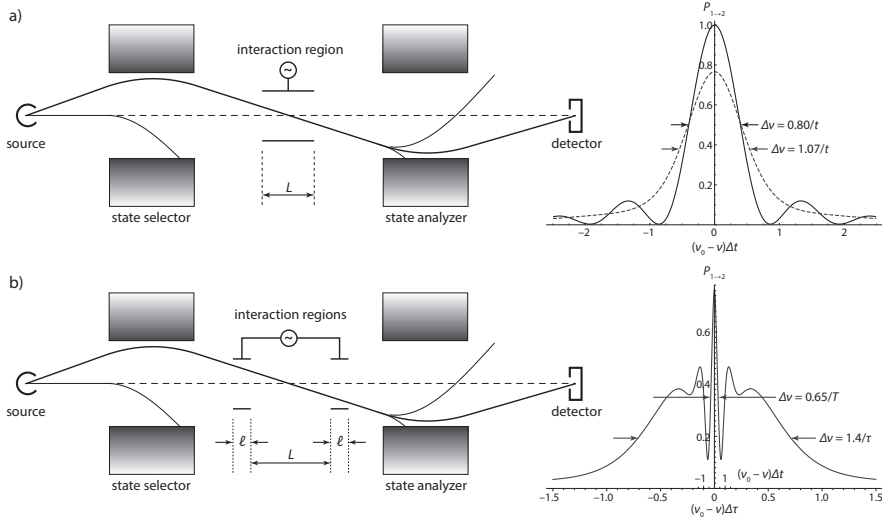 a)
interaction region
~
source
L
state selector
state analyzer
detector
P1→2
1.0
0.8
0.6
0.4
0.2
Δν = 0.80/t
Δν = 1.07/t
−2 −1 0 1 2
(ν0 − ν)Δt
b)
interaction regions
~
source
ℓ L ℓ
state selector
state analyzer
detector
P1→2
0.6
0.4
0.2
Δν = 0.65/T
Δν = 1.4/τ
−1 1 (ν0 − ν)Δt
−1.5 −1.0 −0.5 0 0.5 1.0 1.5
(ν0 − ν)Δτ